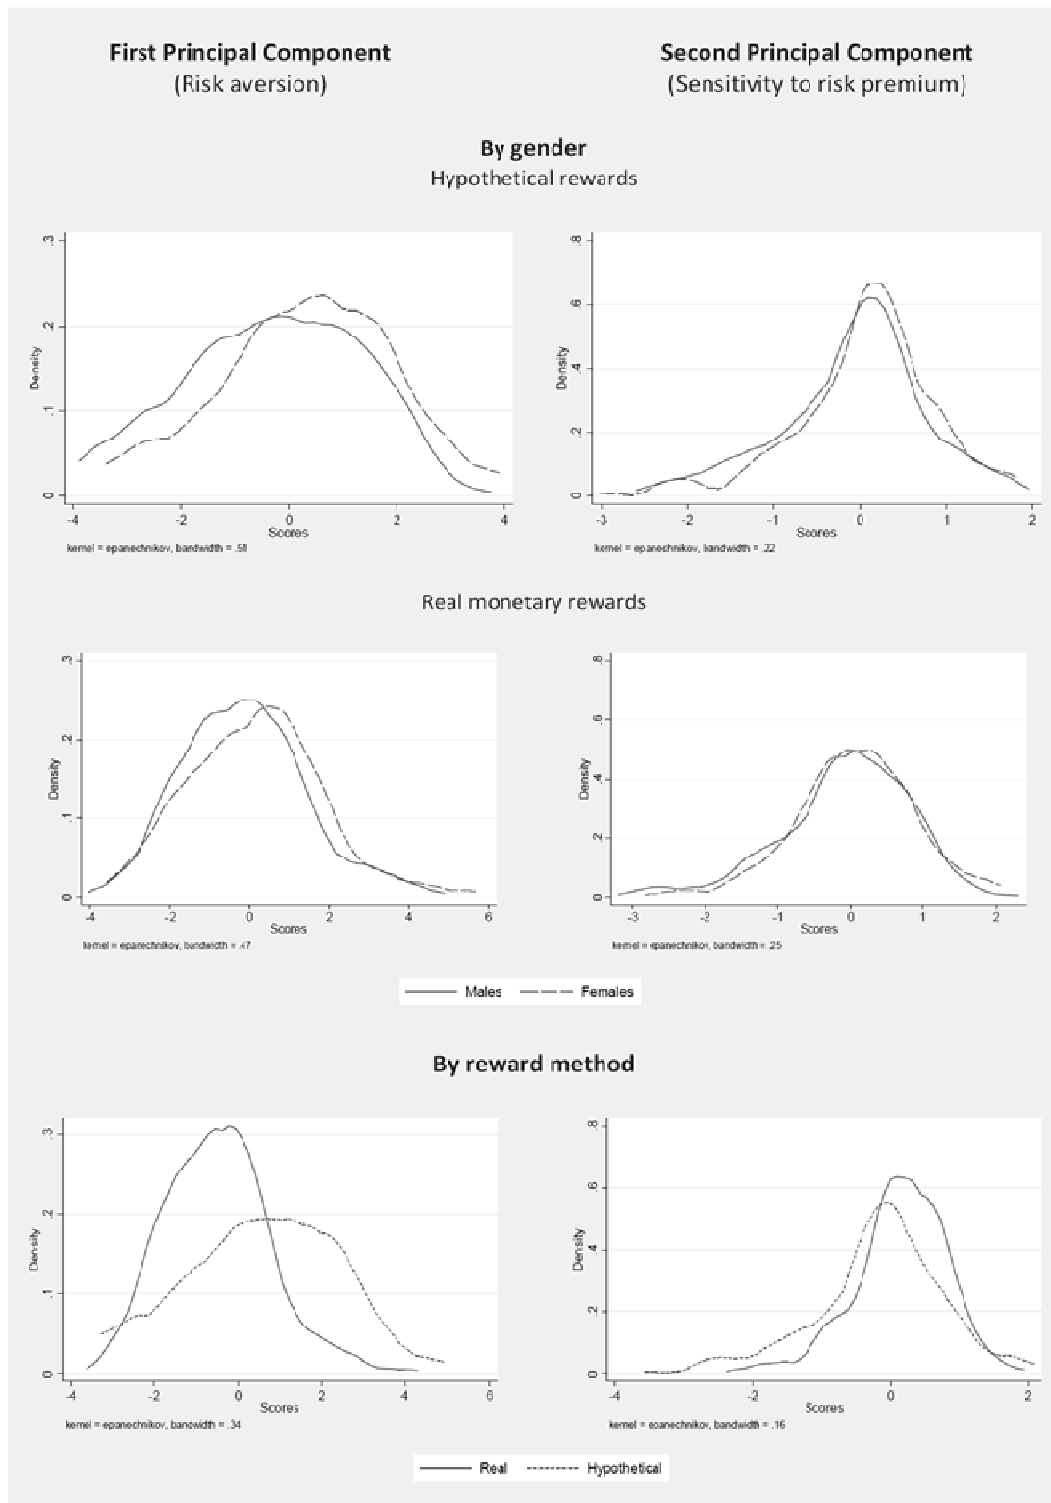 First Principal Component
(Risk aversion)
Second Principal Component
(Sensitivity to risk premium)
By gender
Hypothetical rewards
.3
.2
.1
0
Density
-4
-2
0
2
4
Scores
kernel = epanechnikov, bandwidth = .51
.8
.6
.4
.2
0
Density
-3
-2
-1
0
1
2
Scores
kernel = epanechnikov, bandwidth = .22
Real monetary rewards
.3
.2
.1
0
Density
-4
-2
0
2
4
6
Scores
kernel = epanechnikov, bandwidth = .47
.8
.6
.4
.2
0
Density
-3
-2
-1
0
1
2
Scores
kernel = epanechnikov, bandwidth = .25
Males
Females
By reward method
.3
.2
.1
0
Density
-4
-2
0
2
4
6
Scores
kernel = epanechnikov, bandwidth = .34
.8
.6
.4
.2
0
Density
-4
-2
0
2
Scores
kernel = epanechnikov, bandwidth = .16
Real
Hypothetical